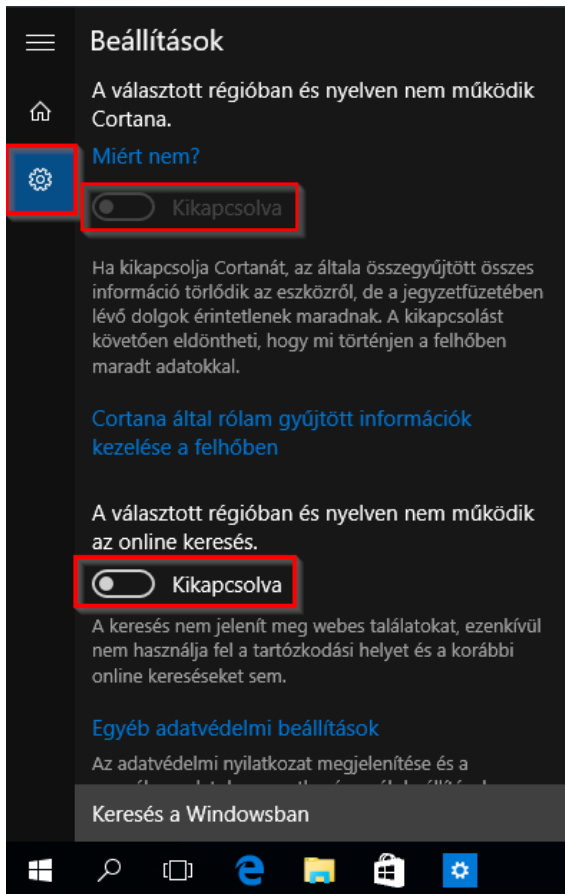 Beállítások
A választott régióban és nyelven nem működik
Cortana.
Miért nem?
Kikapcsolva
Ha kikapcsolja Cortanát, az általa összegyűjtött összes
információ törlődik az eszközről, de a jegyzetfüzetében
lévő dolgok érintetlenek maradnak. A kikapcsolást
követően eldöntheti, hogy mi történjen a felhőben
maradt adatokkal.
Cortana által rólam gyűjtött információk
kezelése a felhőben
A választott régióban és nyelven nem működik
az online keresés.
Kikapcsolva
A keresés nem jelenít meg webes találatokat, ezenkívül
nem használja fel a tartózkodási helyet és a korábbi
online kereséseket sem.
Egyéb adatvédelmi beállítások
Az adatvédelmi nyilatkozat megjelenítése és a
Keresés a Windowsban